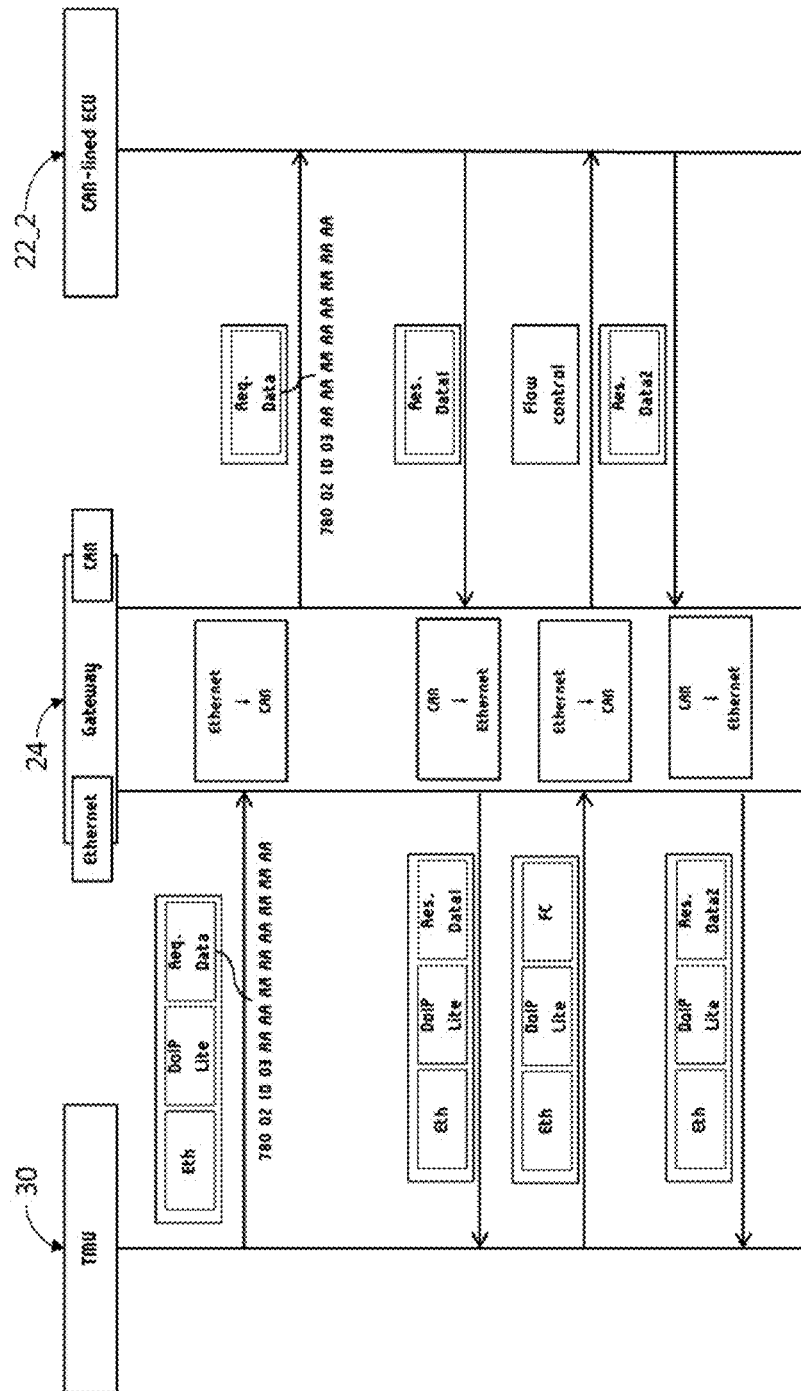 30
24
22_2
TMU
Ethernet
Gateway
CAN
CAN-lined ECU
Eth
DoIP
Lite
Req.
Data
780 02 10 03 AA AA AA AA AA AA AA
Ethernet
↓
CAN
Req.
Data
780 02 10 03 AA AA AA AA AA AA AA
Eth
DoIP
Lite
Res.
Data1
CAN
↓
Ethernet
Res.
Data1
Eth
DoIP
Lite
FC
Ethernet
↓
CAN
Flow
control
Eth
DoIP
Lite
Res.
Data2
CAN
↓
Ethernet
Res.
Data2